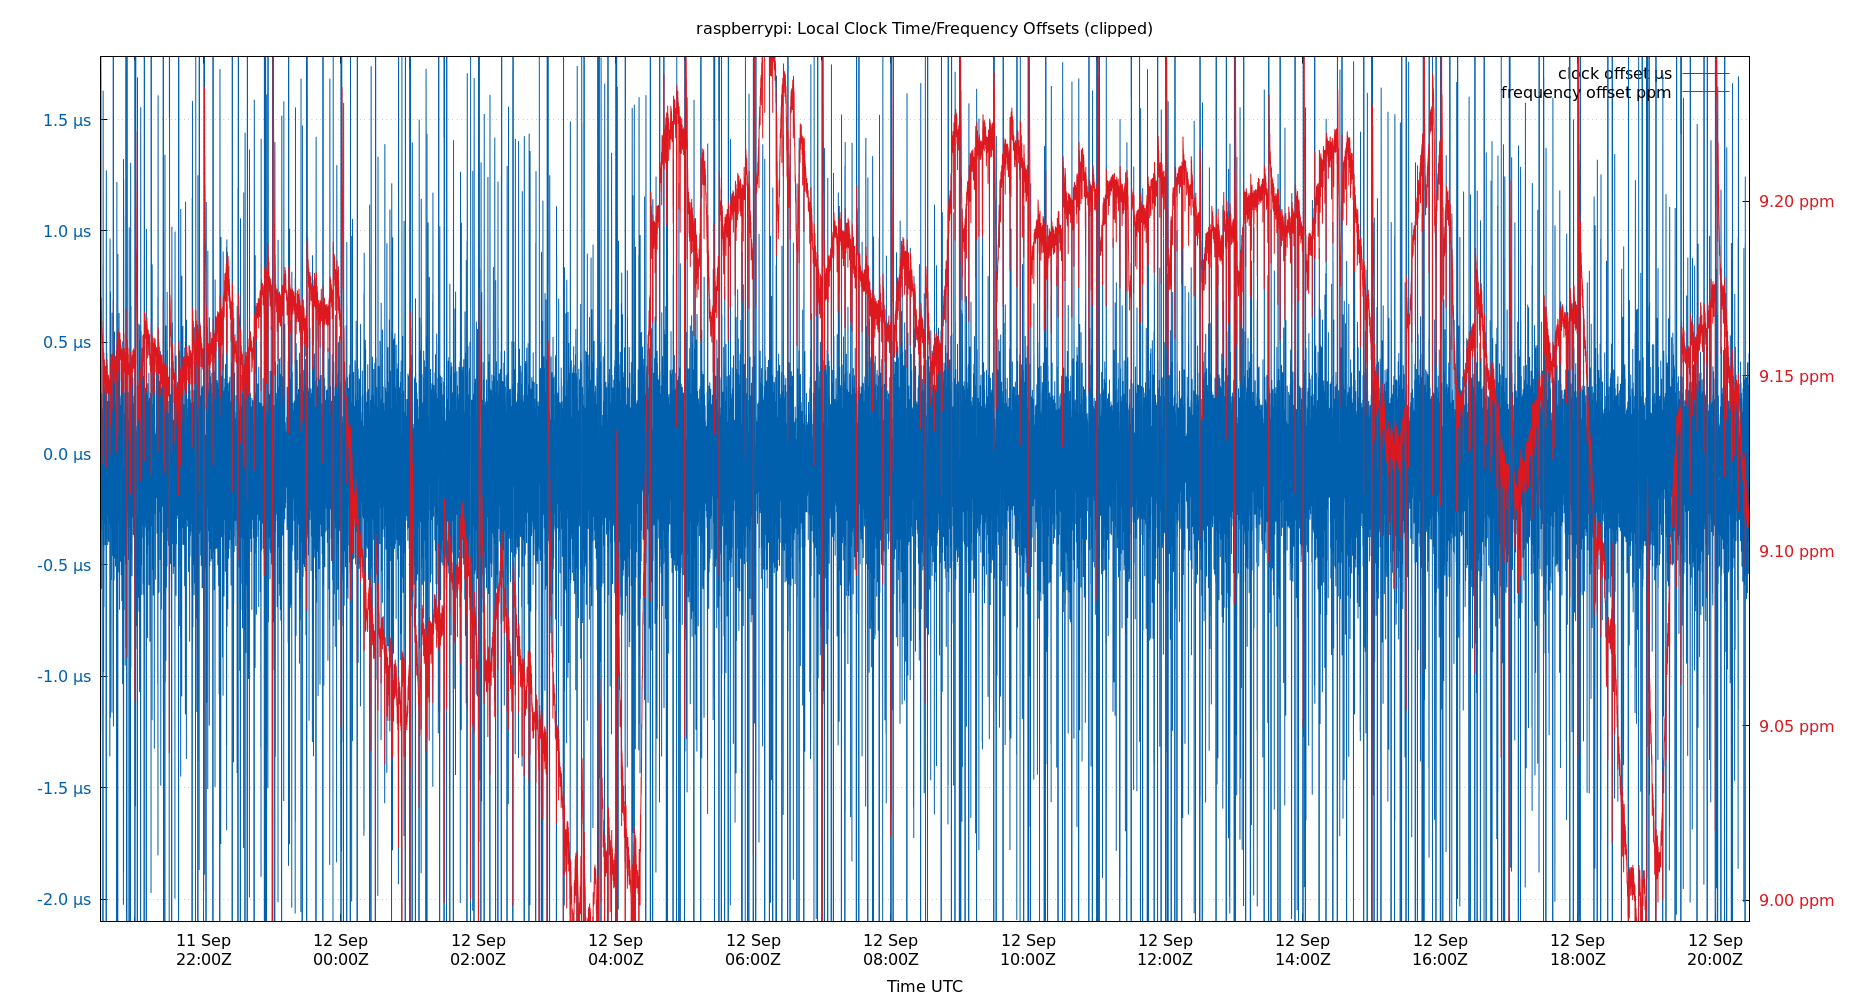 raspberrypi: Local Clock Time/Frequency Offsets (clipped)
clock offset µs
frequency offset ppm
1.5 µs
1.0 µs
0.5 µs
0.0 µs
-0.5 µs
-1.0 µs
-1.5 µs
-2.0 µs
9.20 ppm
9.15 ppm
9.10 ppm
9.05 ppm
9.00 ppm
11 Sep 12 Sep 12 Sep 12 Sep 12 Sep 12 Sep 12 Sep 12 Sep 12 Sep 12 Sep 12 Sep 12 Sep
22:00Z 00:00Z 02:00Z 04:00Z 06:00Z 08:00Z 10:00Z 12:00Z 14:00Z 16:00Z 18:00Z 20:00Z
Time UTC